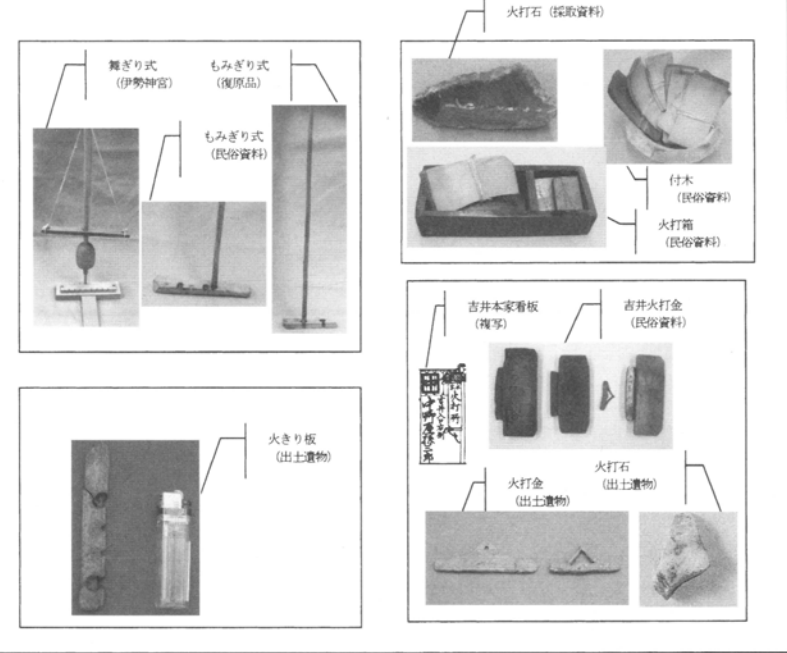 火打石（採取資料）
舞ぎり式
（伊勢神宮）
もみぎり式
（復原品）
もみぎり式
（民俗資料）
付木
（民俗資料）
火打箱
（民俗資料）
吉井本家看板
（複写）
吉井火打金
（民俗資料）
火きり板
（出土遺物）
火打金
（出土遺物）
火打石
（出土遺物）